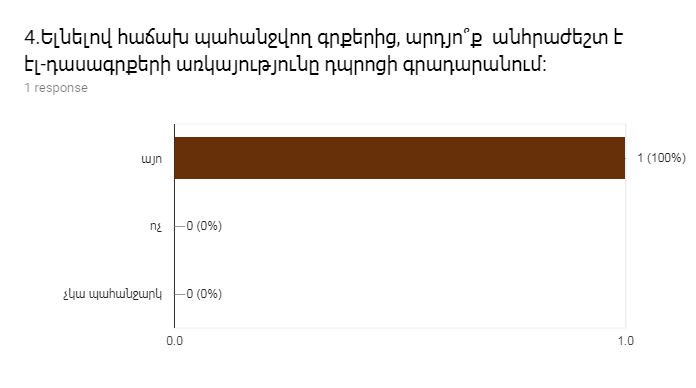 4.Ելնելով հաճախ պահանջվող գրքերից, արդյո՞ք  անհրաժեշտ է
էլ-դասագրքերի առկայությունը դպրոցի գրադարանում:
1 response
այո
1 (100%)
ոչ
0 (0%)
չկա պահանջարկ
0 (0%)
0.0
1.0